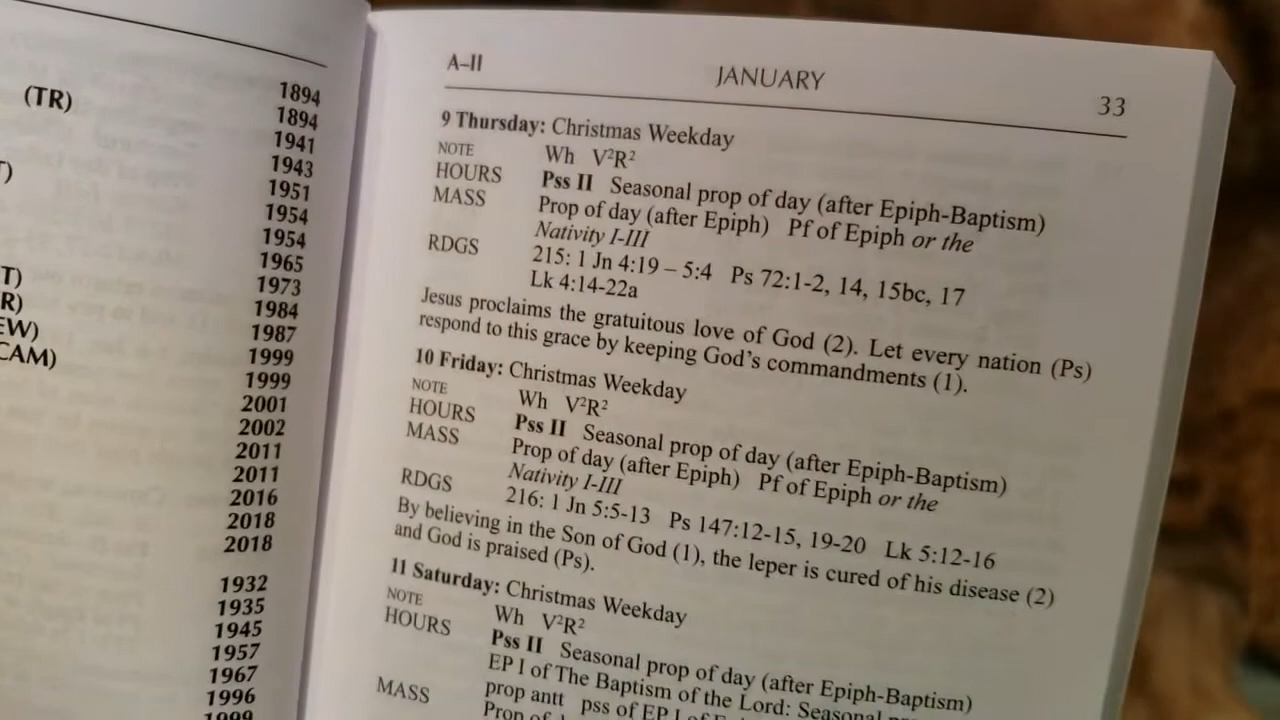 (TR)
1894
1894
1941
1943
1951
1954
1954
1965
1973
1984
1987
1999
1999
2001
2002
2011
2011
2016
2018
2018
1932
1935
1945
1957
1967
1996
1999
T)
T)
R)
EW)
CAM)
A–II JANUARY 33
9 Thursday: Christmas Weekday
NOTE Wh V²R²
HOURS Pss II Seasonal prop of day (after Epiph-Baptism)
MASS Prop of day (after Epiph) Pf of Epiph or the
Nativity I-III
RDGS 215: 1 Jn 4:19 – 5:4 Ps 72:1-2, 14, 15bc, 17
Lk 4:14-22a
Jesus proclaims the gratuitous love of God (2). Let every nation (Ps)
respond to this grace by keeping God's commandments (1).
10 Friday: Christmas Weekday
NOTE Wh V²R²
HOURS Pss II Seasonal prop of day (after Epiph-Baptism)
MASS Prop of day (after Epiph) Pf of Epiph or the
Nativity I-III
RDGS 216: 1 Jn 5:5-13 Ps 147:12-15, 19-20 Lk 5:12-16
By believing in the Son of God (1), the leper is cured of his disease (2)
and God is praised (Ps).
11 Saturday: Christmas Weekday
NOTE Wh V²R²
HOURS Pss II Seasonal prop of day (after Epiph-Baptism)
EP I of The Baptism of the Lord: Seasonal
prop antt pss of EP I of
MASS Prop of